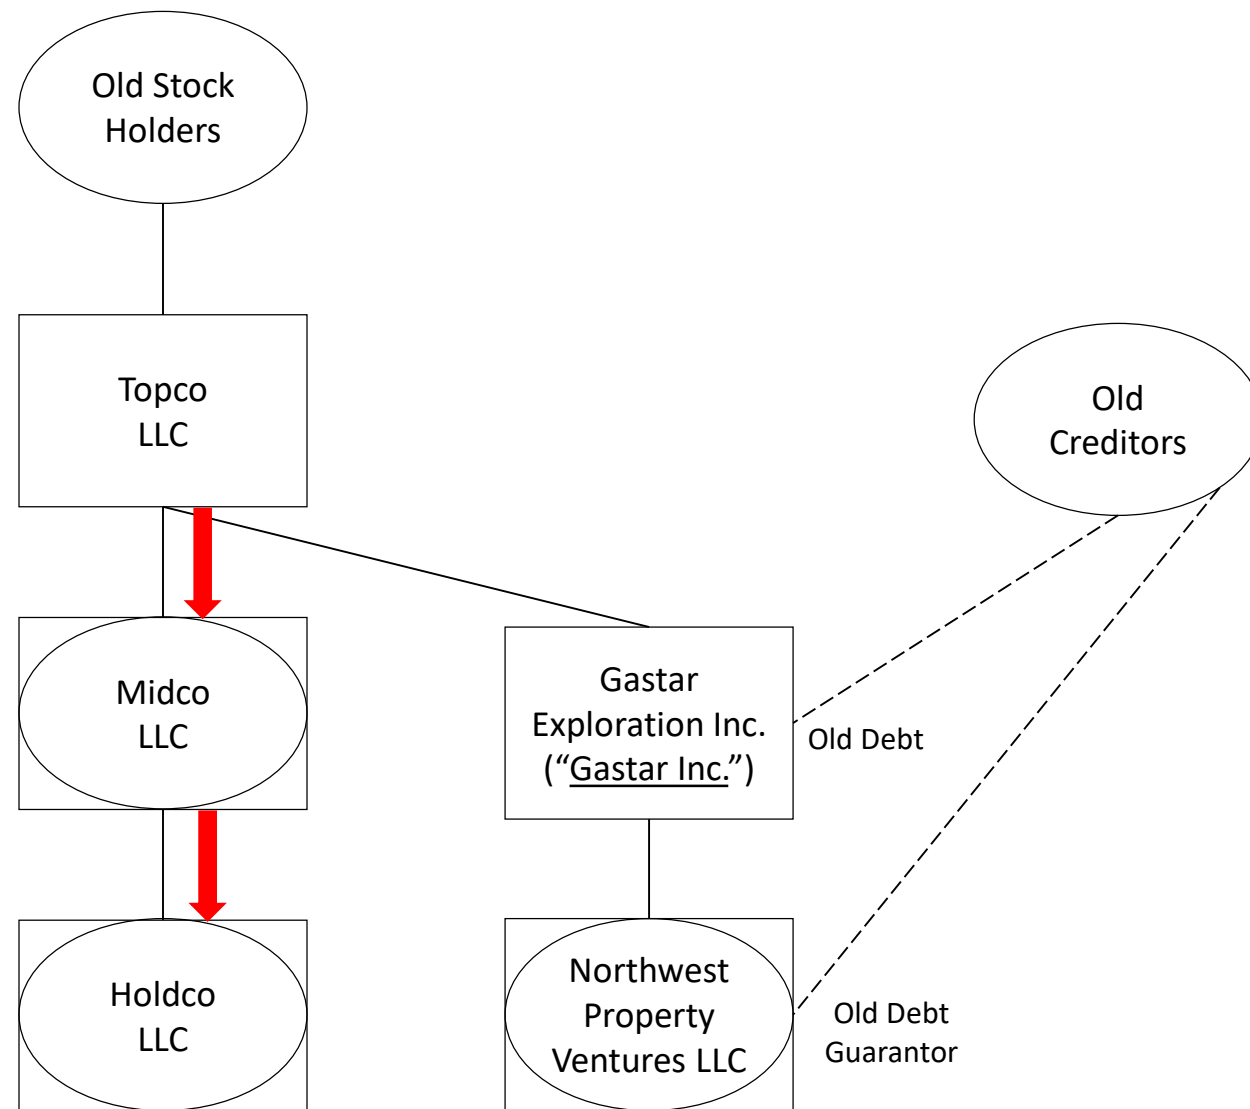 Old Stock
Holders
Topco
LLC
Old
Creditors
Midco
LLC
Gastar
Exploration Inc.
(“Gastar Inc.”)
Old Debt
Holdco
LLC
Northwest
Property
Ventures LLC
Old Debt
Guarantor